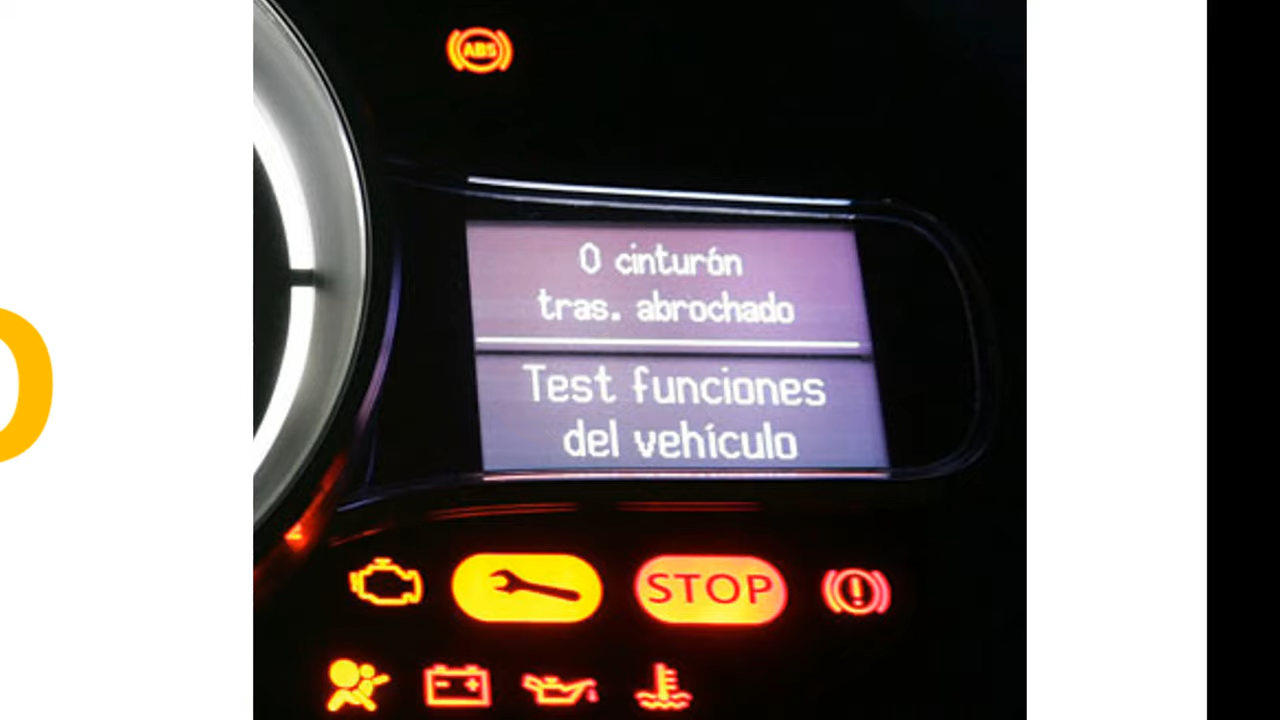 ABS
0 cinturón
tras. abrochado
Test funciones
del vehículo
STOP